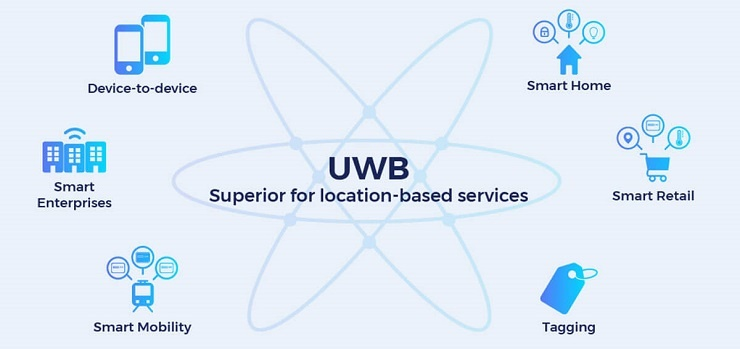 Device-to-device
Smart Home
UWB
Superior for location-based services
Smart
Enterprises
Smart Retail
Smart Mobility
Tagging